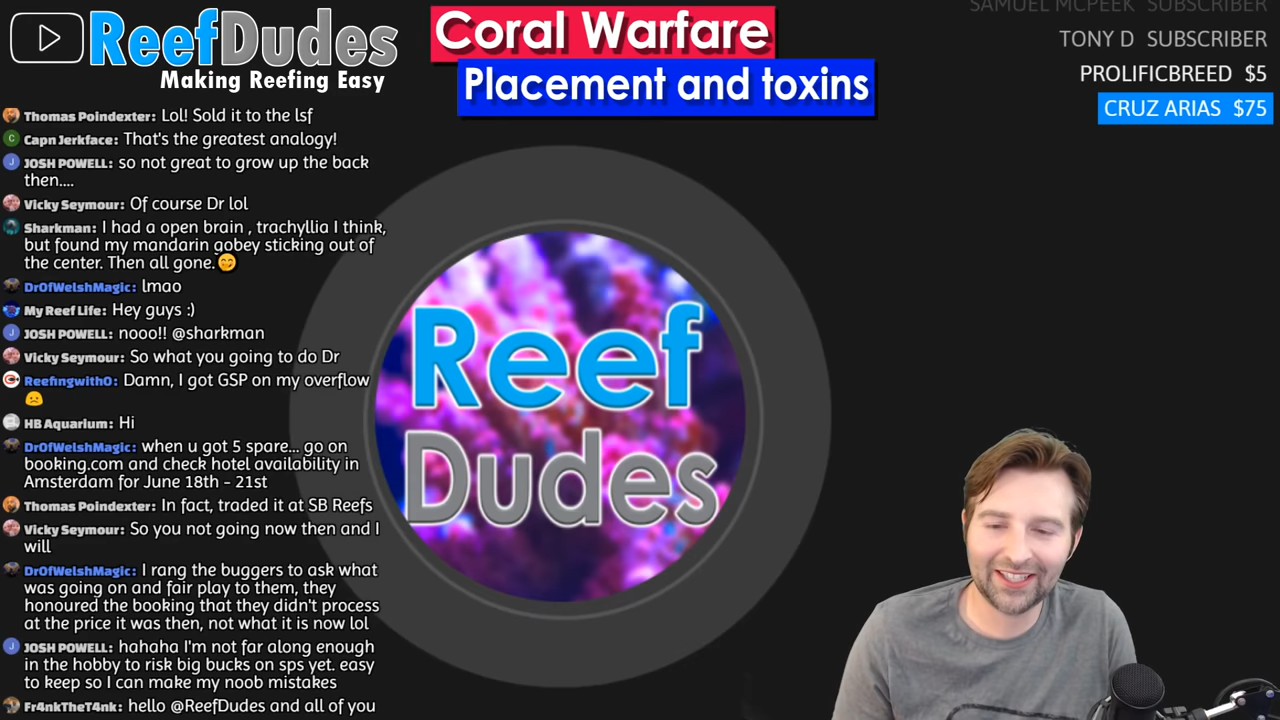 ReefDudes
Making Reefing Easy
Coral Warfare
Placement and toxins
SAMUEL MCPEEK SUBSCRIBER
TONY D SUBSCRIBER
PROLIFICBREED $5
CRUZ ARIAS $75
Thomas Poindexter: Lol! Sold it to the lsf
C Capn Jerkface: That's the greatest analogy!
J JOSH POWELL: so not great to grow up the back
then....
Vicky Seymour: Of course Dr lol
Sharkman: I had a open brain , trachyllia I think,
but found my mandarin gobey sticking out of
the center. Then all gone.🤭
DrOfWelshMagic: lmao
My Reef Life: Hey guys :)
J JOSH POWELL: nooo!! @sharkman
Vicky Seymour: So what you going to do Dr
ReefingwithO: Damn, I got GSP on my overflow
🙁
HB Aquarium: Hi
DrOfWelshMagic: when u got 5 spare... go on
booking.com and check hotel availability in
Amsterdam for June 18th - 21st
Thomas Poindexter: In fact, traded it at SB Reefs
Vicky Seymour: So you not going now then and I
will
DrOfWelshMagic: I rang the buggers to ask what
was going on and fair play to them, they
honoured the booking that they didn't process
at the price it was then, not what it is now lol
J JOSH POWELL: hahaha I'm not far along enough
in the hobby to risk big bucks on sps yet. easy
to keep so I can make my noob mistakes
Fr4nkTheT4nk: hello @ReefDudes and all of you
Reef
Dudes